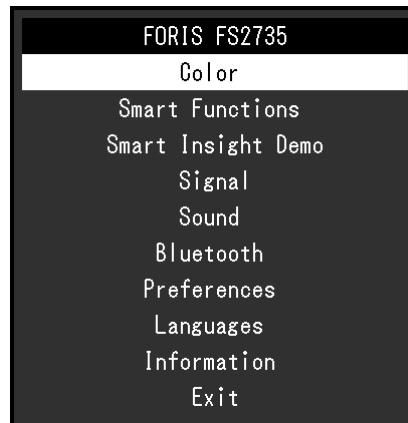 FORIS FS2735
Color
Smart Functions
Smart Insight Demo
Signal
Sound
Bluetooth
Preferences
Languages
Information
Exit